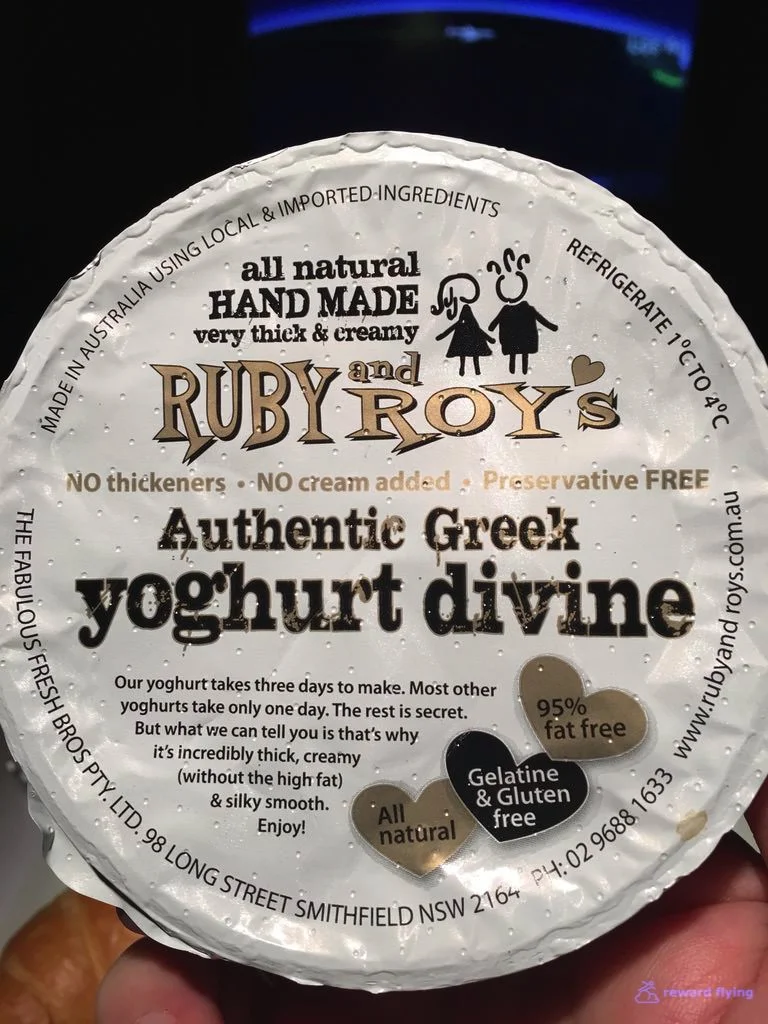 MADE IN AUSTRALIA USING LOCAL & IMPORTED INGREDIENTS
REFRIGERATE 1°C TO 4°C
all natural
HAND MADE
very thick & creamy
RUBY and ROY's
NO thickeners • NO cream added • Preservative FREE
Authentic Greek
yoghurt divine
Our yoghurt takes three days to make. Most other
yoghurts take only one day. The rest is secret.
But what we can tell you is that's why
it's incredibly thick, creamy
(without the high fat)
& silky smooth.
Enjoy!
95%
fat free
Gelatine
& Gluten
free
All
natural
THE FABULOUS FRESH BROS PTY. LTD. 98 LONG STREET SMITHFIELD NSW 2164 PH: 02 9688 1633 www.rubyand roys.com.au
reward flying